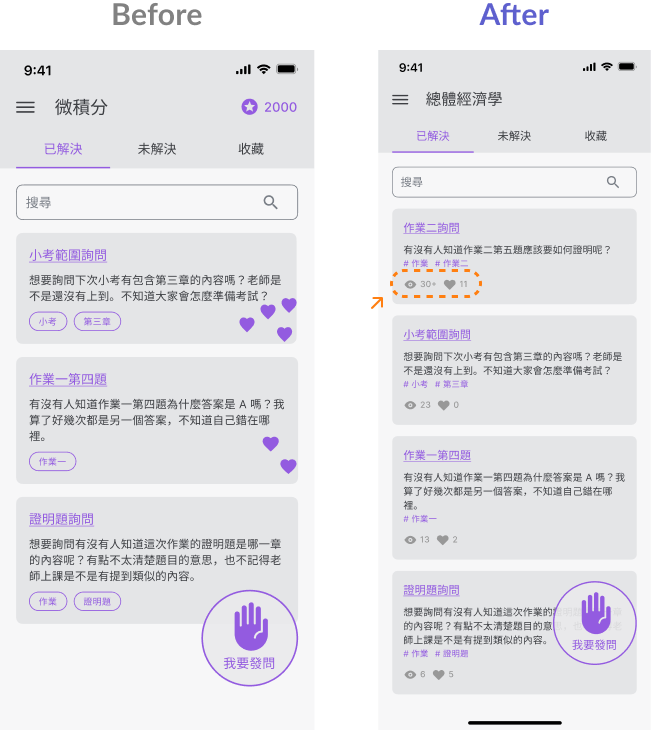 Before
9:41
微積分
2000
已解決 未解決 收藏
搜尋
小考範圍詢問
想要詢問下次小考有包含第三章的內容嗎？老師是
不是還沒有上到。不知道大家會怎麼準備考試？
小考 第三章
作業一第四題
有沒有人知道作業一第四題為什麼答案是 A 嗎？我
算了好幾次都是另一個答案，不知道自己錯在哪
裡。
作業一
證明題詢問
想要詢問有沒有人知道這次作業的證明題是哪一章
的內容呢？有點不太清楚題目的意思，也不記得老
師上課是不是有提到類似的內容。
作業 證明題
我要發問
After
9:41
總體經濟學
已解決 未解決 收藏
搜尋
作業二詢問
有沒有人知道作業二第五題應該要如何證明呢？
# 作業 # 作業二
30+ 11
小考範圍詢問
想要詢問下次小考有包含第三章的內容嗎？老師是
不是還沒有上到。不知道大家會怎麼準備考試？
# 小考 # 第三章
23 0
作業一第四題
有沒有人知道作業一第四題為什麼答案是 A 嗎？我
算了好幾次都是另一個答案，不知道自己錯在哪
裡。
# 作業一
13 2
證明題詢問
想要詢問有沒有人知道這次作業的
的內容呢？有點不太清楚題目的意
師上課是不是有提到類似的內容。
# 作業 # 證明題
6 5
我要發問